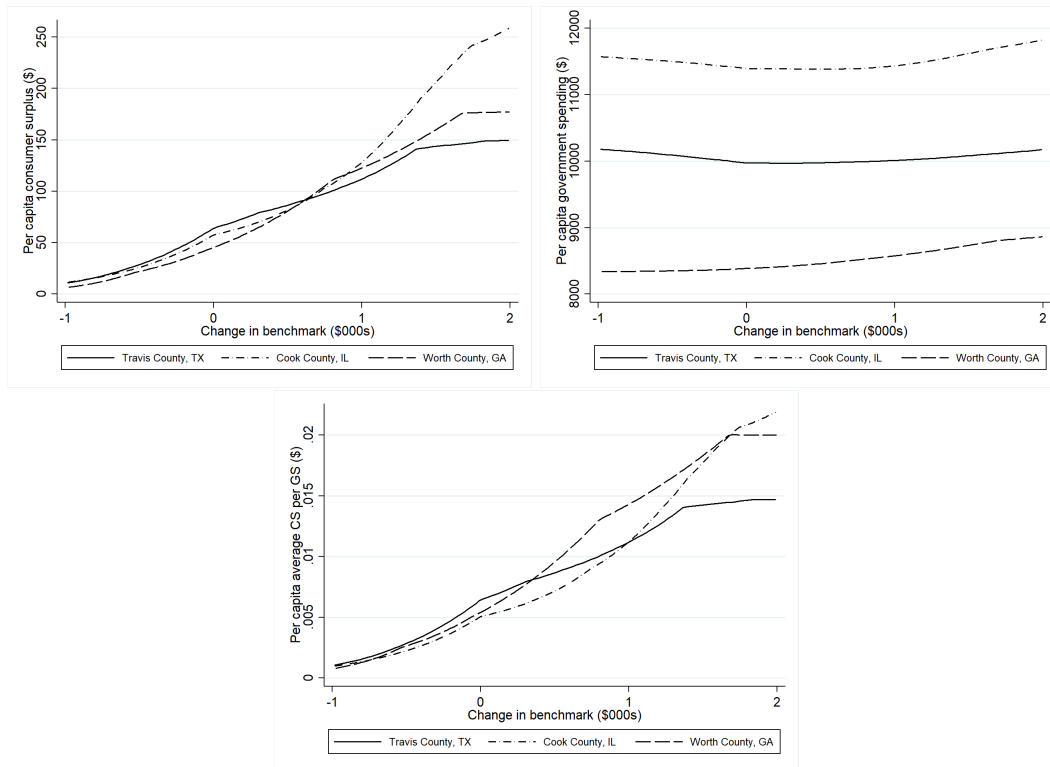 Per capita consumer surplus ($)
250
200
150
100
50
0
-1 0 1 2
Change in benchmark ($000s)
Travis County, TX Cook County, IL Worth County, GA
Per capita government spending ($)
12000
11000
10000
9000
8000
-1 0 1 2
Change in benchmark ($000s)
Travis County, TX Cook County, IL Worth County, GA
Per capita average CS per GS ($)
.02
.015
.01
.005
0
-1 0 1 2
Change in benchmark ($000s)
Travis County, TX Cook County, IL Worth County, GA